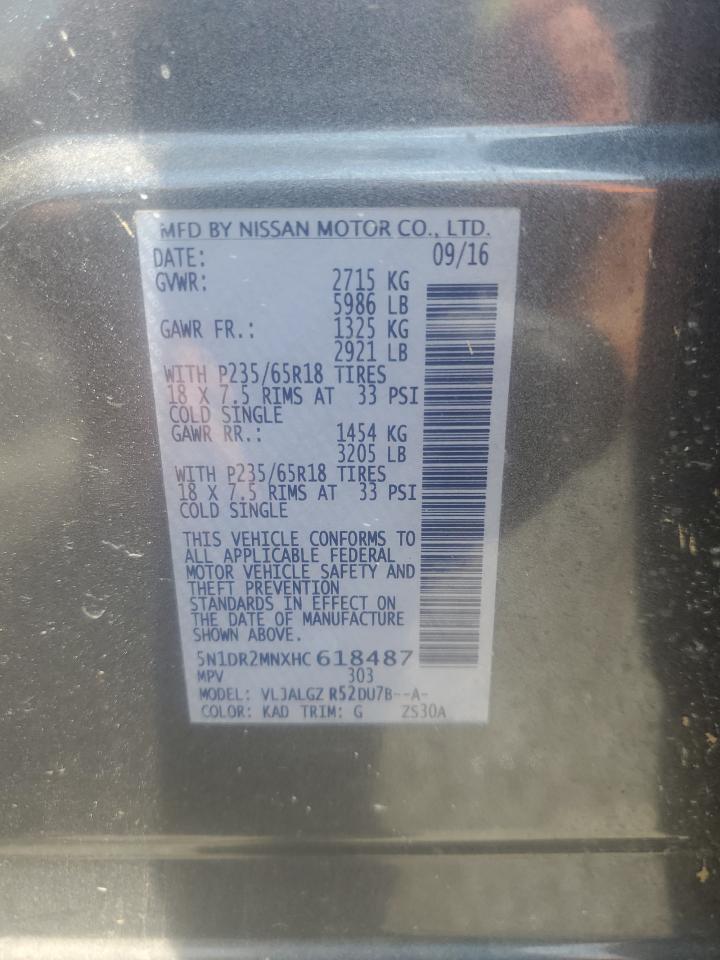 MFD BY NISSAN MOTOR CO., LTD.
DATE: 09/16
GVWR: 2715 KG
5986 LB
GAWR FR.: 1325 KG
2921 LB
WITH P235/65R18 TIRES
18 X 7.5 RIMS AT 33 PSI
COLD SINGLE
GAWR RR.: 1454 KG
3205 LB
WITH P235/65R18 TIRES
18 X 7.5 RIMS AT 33 PSI
COLD SINGLE
THIS VEHICLE CONFORMS TO
ALL APPLICABLE FEDERAL
MOTOR VEHICLE SAFETY AND
THEFT PREVENTION
STANDARDS IN EFFECT ON
THE DATE OF MANUFACTURE
SHOWN ABOVE.
5N1DR2MNXHC618487
MPV 303
MODEL: VLJALGZ R52DU7B--A-
COLOR: KAD TRIM: G ZS30A